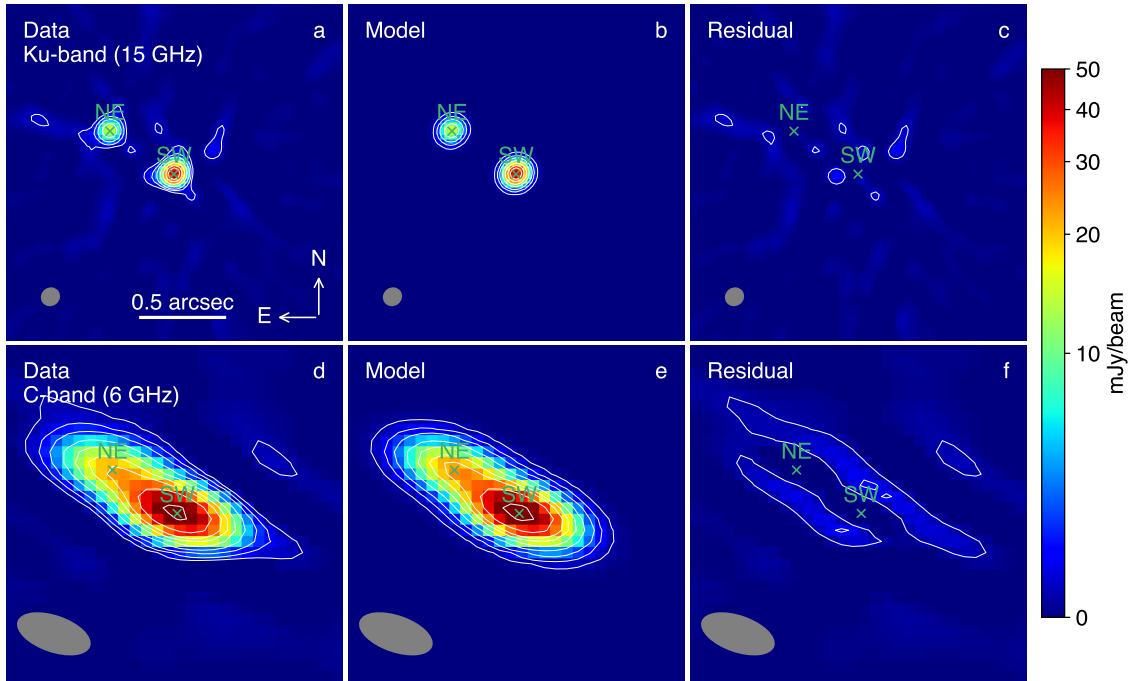 Data a
Ku-band (15 GHz)
NE
SW
N
E
0.5 arcsec
Model b
NE
SW
Residual c
NE
SW
Data d
C-band (6 GHz)
NE
SW
Model e
NE
SW
Residual f
NE
SW
50
40
30
20
10
0
mJy/beam